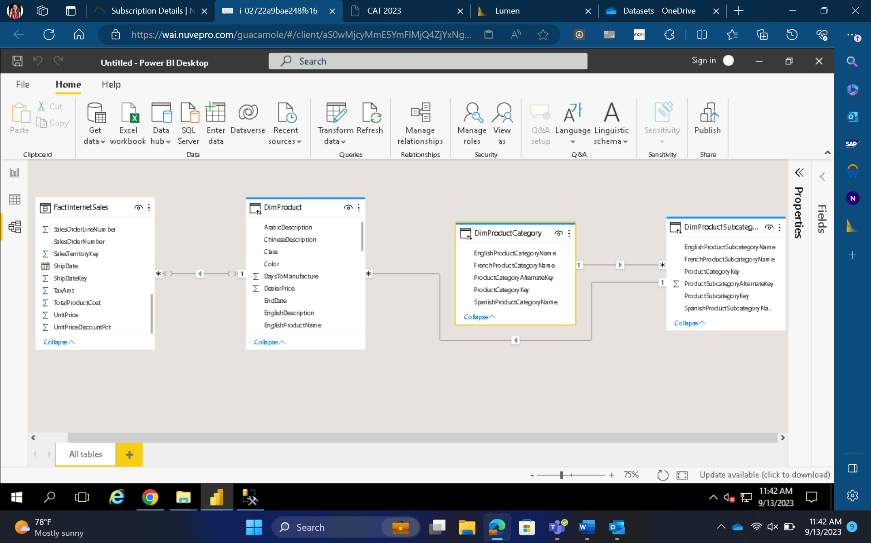 Subscription Details | N
i-02722a9bae248f616
CAT 2023
Lumen
Datasets - OneDrive
https://wai.nuvepro.com/guacamole/#/client/aS0wMjcyMmE5YmFlMjQ4ZjYxNg...
Untitled - Power BI Desktop
Search
Sign in
File
Home
Help
Paste
Cut
Copy
Get data
Excel workbook
Data hub
SQL Server
Enter data
Dataverse
Recent sources
Transform data
Refresh
Manage relationships
Manage roles
View as
Q&A setup
Language
Linguistic schema
Sensitivity
Publish
Clipboard
Data
Queries
Relationships
Security
Q&A
Sensitivity
Share
FactInternetSales
SalesOrderLineNumber
SalesOrderNumber
SalesTerritoryKey
ShipDate
ShipDateKey
TaxAmt
TotalProductCost
UnitPrice
UnitPriceDiscountPct
Collapse
DimProduct
ArabicDescription
ChineseDescription
Class
Color
DaysToManufacture
DealerPrice
EndDate
EnglishDescription
EnglishProductName
Collapse
DimProductCategory
EnglishProductCategoryName
FrenchProductCategoryName
ProductCategoryAlternateKey
ProductCategoryKey
SpanishProductCategoryName
Collapse
DimProductSubcateg...
EnglishProductSubcategoryName
FrenchProductSubcategoryName
ProductCategoryKey
ProductSubcategoryAlternateKey
ProductSubcategoryKey
SpanishProductSubcategoryNa...
Collapse
* 1
* 1
1 *
Properties
Fields
All tables
- + 75%
Update available (click to download)
11:42 AM
9/13/2023
78°F
Mostly sunny
Search
11:42 AM
9/13/2023